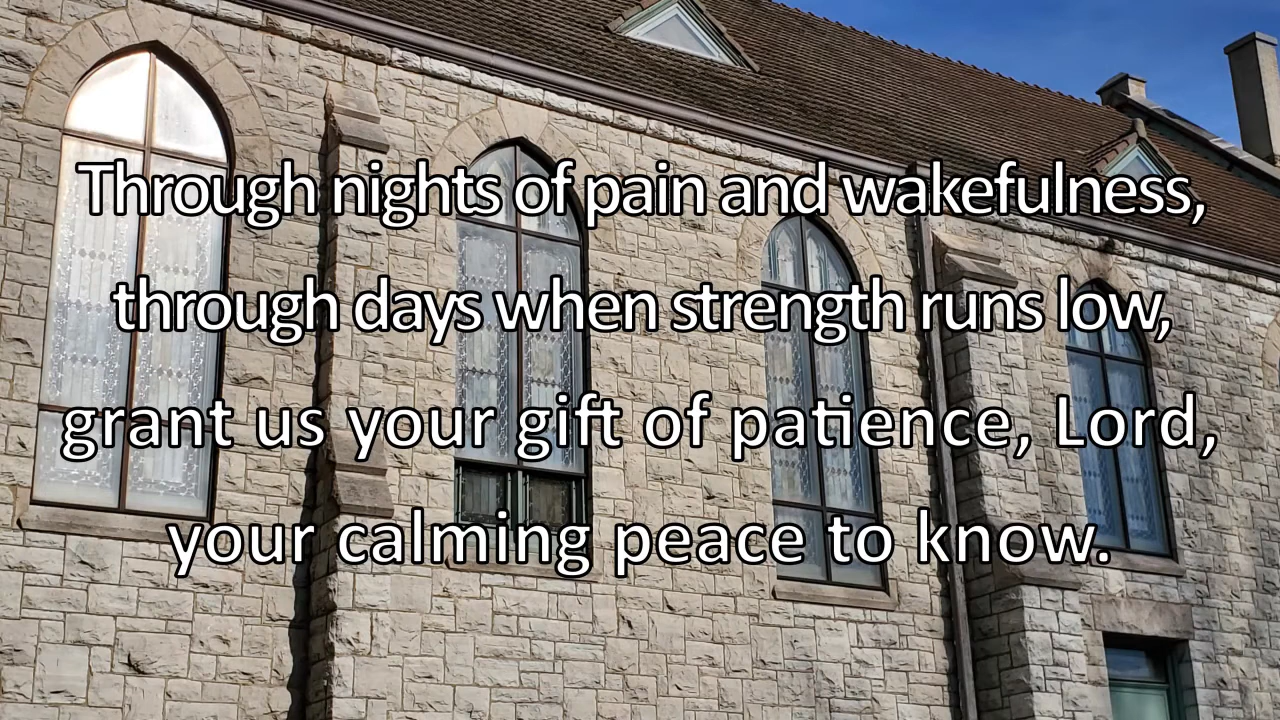 Through nights of pain and wakefulness,
through days when strength runs low,
grant us your gift of patience, Lord,
your calming peace to know.